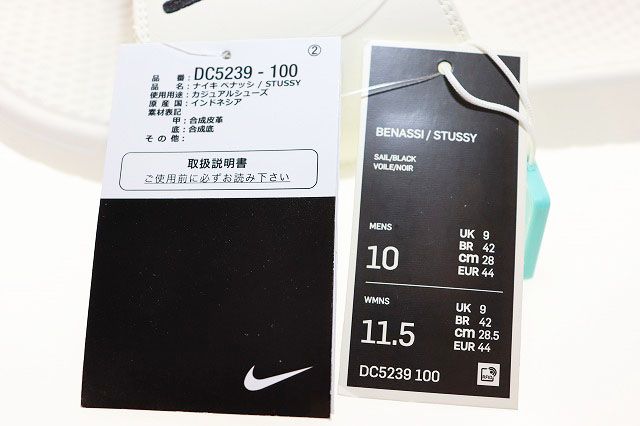 ②
品 番: DC5239 - 100
品 名: ナイキ ベナッシ / STUSSY
使用用途: カジュアルシューズ
原 産 国: インドネシア
素材表記
甲: 合成皮革
底: 合成底
そ の 他:
取扱説明書
ご使用前に必ずお読み下さい
BENASSI / STUSSY
SAIL/BLACK
VOILE/NOIR
MENS
10
UK 9
BR 42
cm 28
EUR 44
WMNS
11.5
UK 9
BR 42
cm 28.5
EUR 44
DC5239 100
RFID